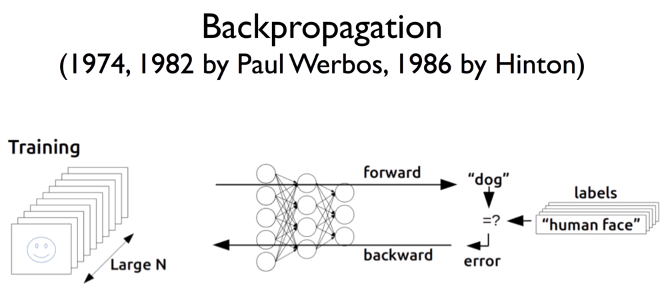 Backpropagation
(1974, 1982 by Paul Werbos, 1986 by Hinton)
Training
Large N
forward
backward
"dog"
=?
error
labels
"human face"